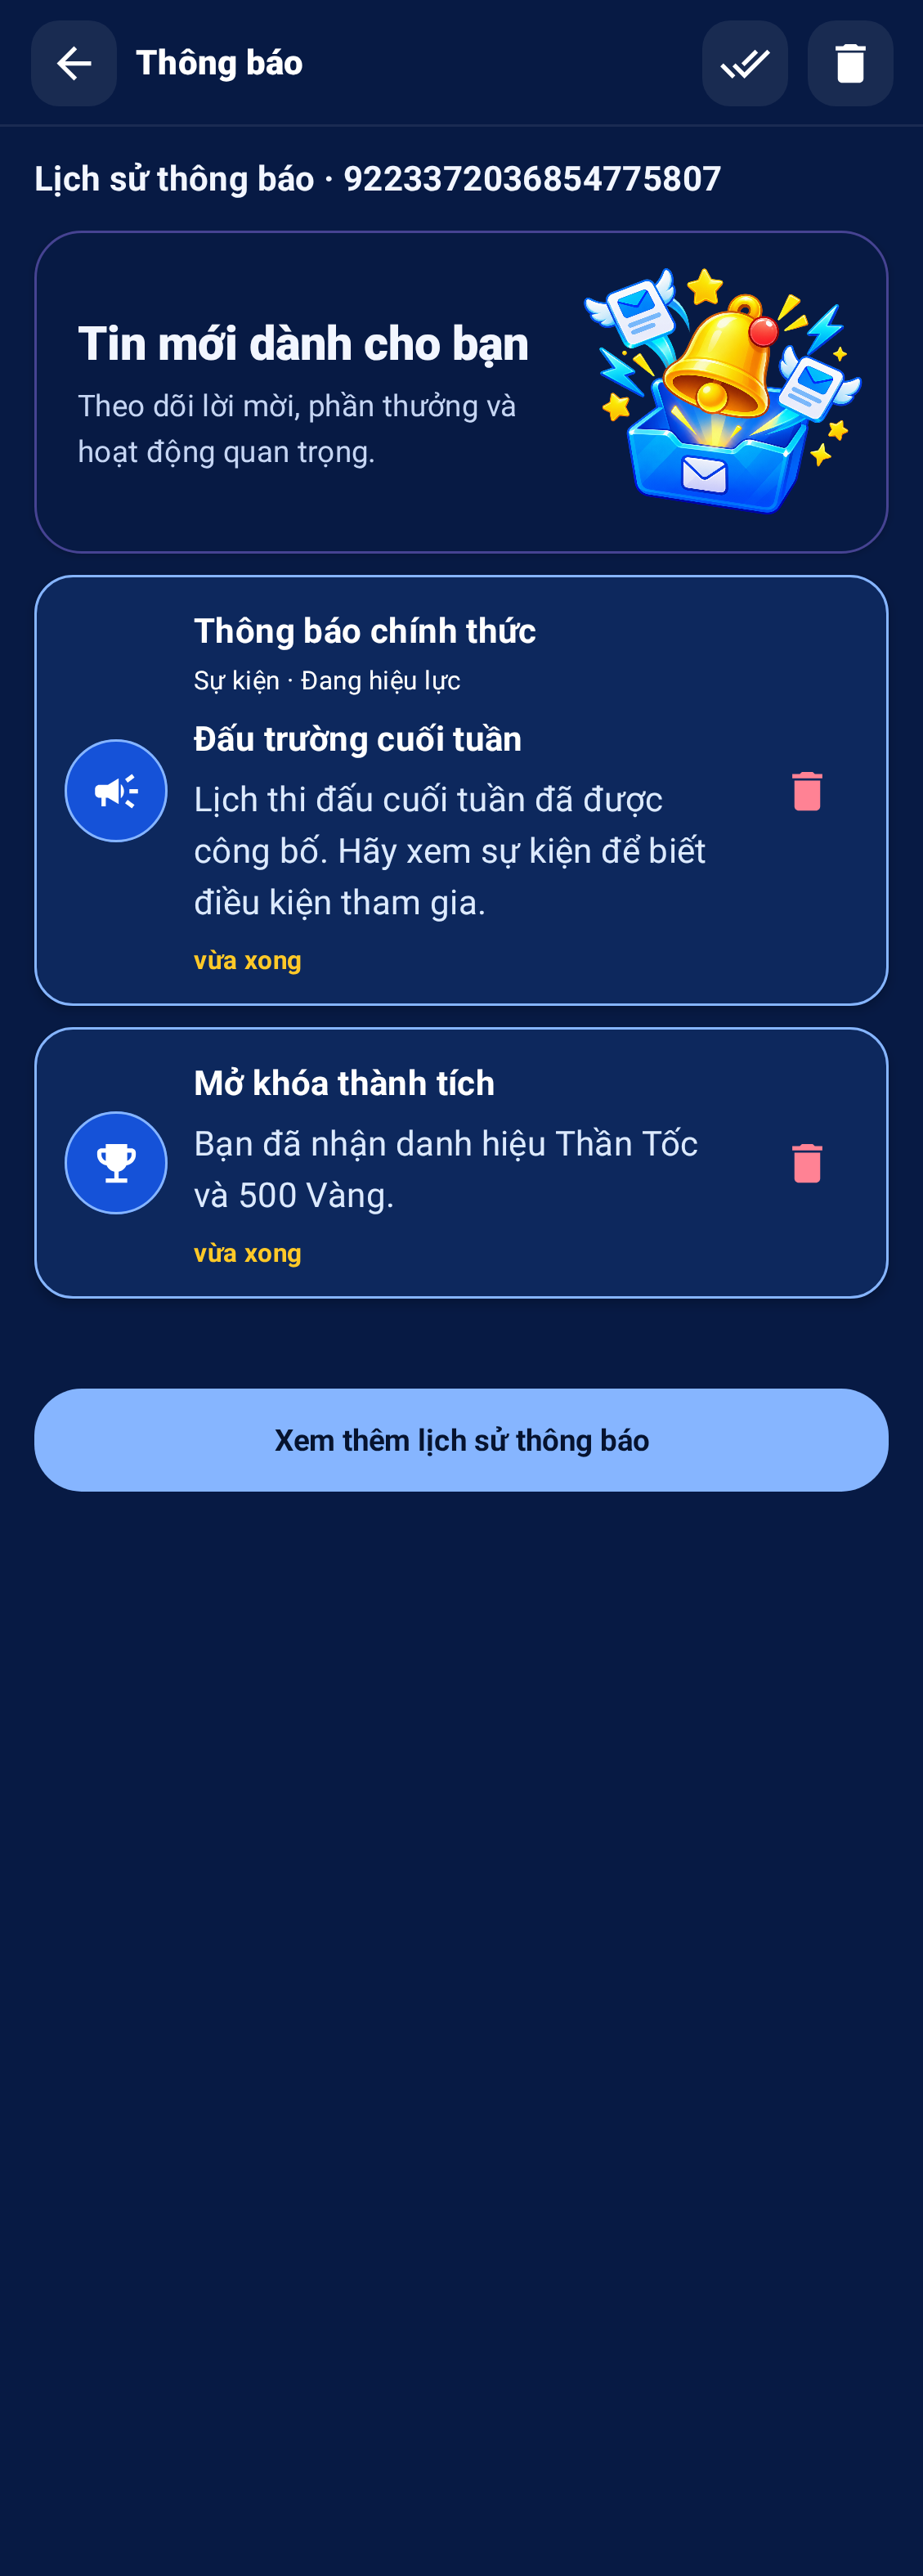 Thông báo
Lịch sử thông báo · 9223372036854775807
Tin mới dành cho bạn
Theo dõi lời mời, phần thưởng và
hoạt động quan trọng.
Thông báo chính thức
Sự kiện · Đang hiệu lực
Đấu trường cuối tuần
Lịch thi đấu cuối tuần đã được
công bố. Hãy xem sự kiện để biết
điều kiện tham gia.
vừa xong
Mở khóa thành tích
Bạn đã nhận danh hiệu Thần Tốc
và 500 Vàng.
vừa xong
Xem thêm lịch sử thông báo